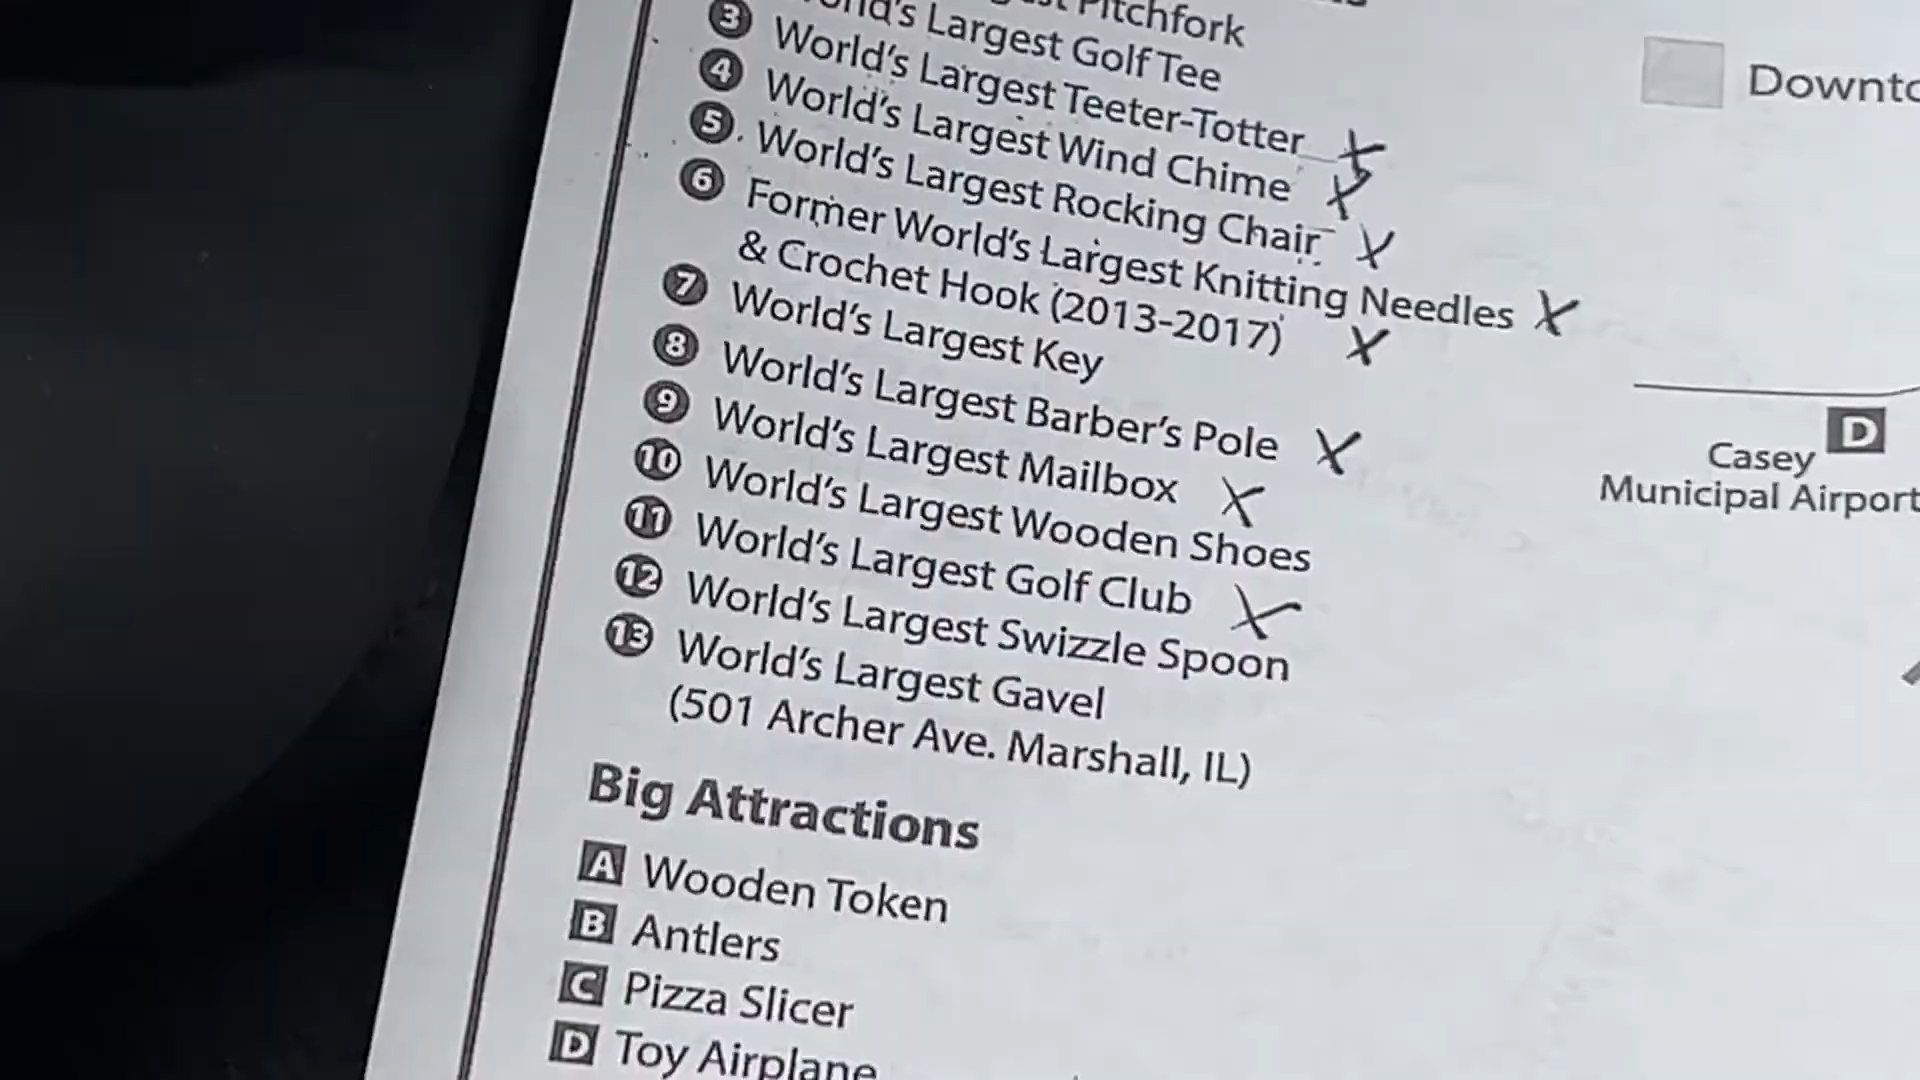 Pitchfork
World's Largest Golf Tee
3 World's Largest Teeter-Totter X
4 World's Largest Wind Chime X
5 World's Largest Rocking Chair X
6 Former World's Largest Knitting Needles X
& Crochet Hook (2013-2017) X
7 World's Largest Key
8 World's Largest Barber's Pole X
9 World's Largest Mailbox X
10 World's Largest Wooden Shoes
11 World's Largest Golf Club X
12 World's Largest Swizzle Spoon
13 World's Largest Gavel
(501 Archer Ave. Marshall, IL)
Big Attractions
A Wooden Token
B Antlers
C Pizza Slicer
D Toy Airplane
Downto
D
Casey
Municipal Airport